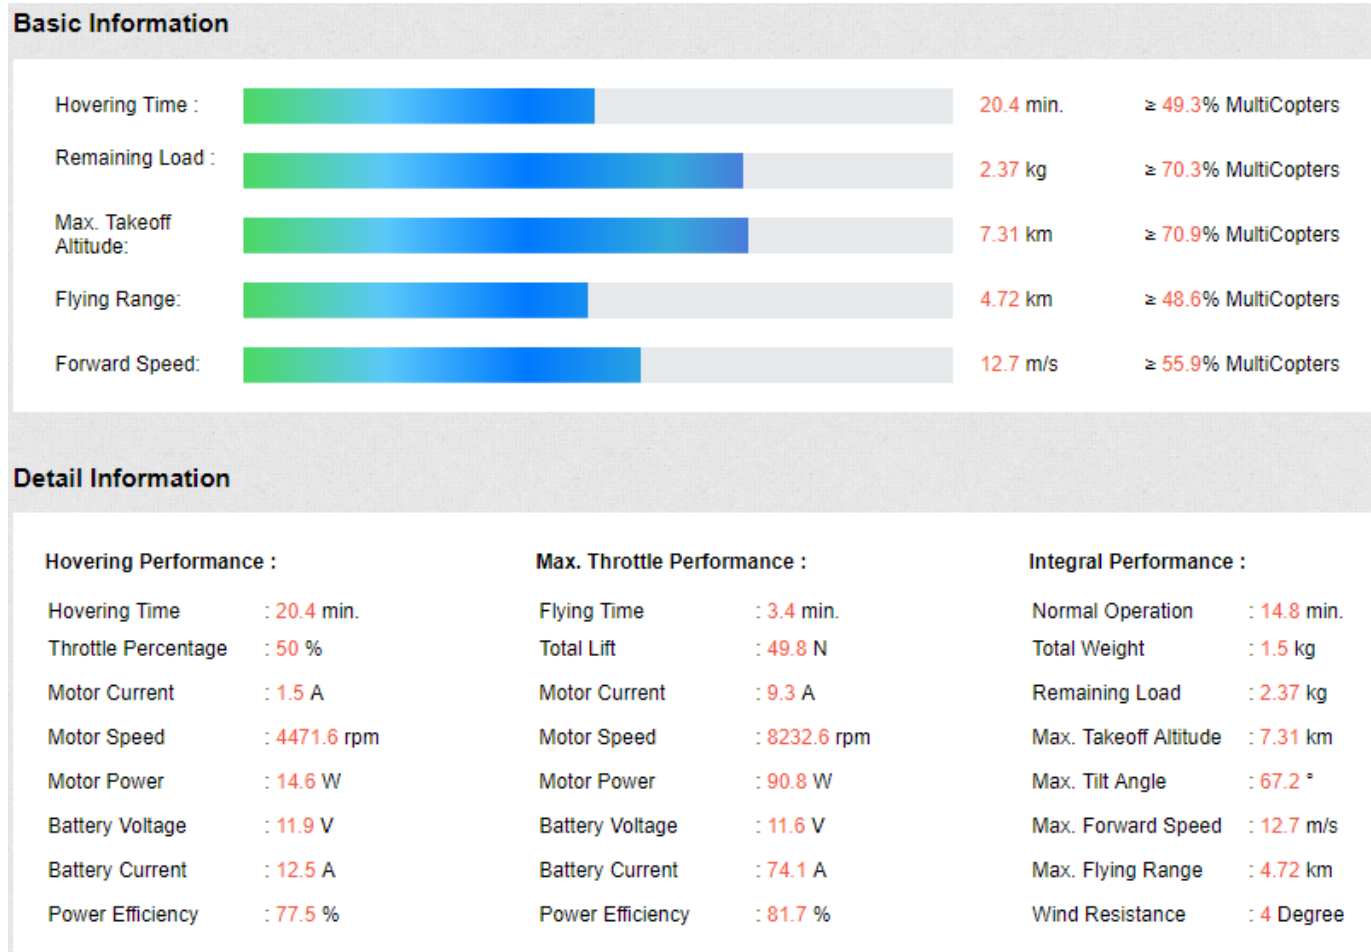 Basic Information
Hovering Time : 20.4 min. ≥ 49.3% MultiCopters
Remaining Load : 2.37 kg ≥ 70.3% MultiCopters
Max. Takeoff
Altitude: 7.31 km ≥ 70.9% MultiCopters
Flying Range: 4.72 km ≥ 48.6% MultiCopters
Forward Speed: 12.7 m/s ≥ 55.9% MultiCopters
Detail Information
Hovering Performance : Max. Throttle Performance : Integral Performance :
Hovering Time : 20.4 min. Flying Time : 3.4 min. Normal Operation : 14.8 min.
Throttle Percentage : 50 % Total Lift : 49.8 N Total Weight : 1.5 kg
Motor Current : 1.5 A Motor Current : 9.3 A Remaining Load : 2.37 kg
Motor Speed : 4471.6 rpm Motor Speed : 8232.6 rpm Max. Takeoff Altitude : 7.31 km
Motor Power : 14.6 W Motor Power : 90.8 W Max. Tilt Angle : 67.2 °
Battery Voltage : 11.9 V Battery Voltage : 11.6 V Max. Forward Speed : 12.7 m/s
Battery Current : 12.5 A Battery Current : 74.1 A Max. Flying Range : 4.72 km
Power Efficiency : 77.5 % Power Efficiency : 81.7 % Wind Resistance : 4 Degree